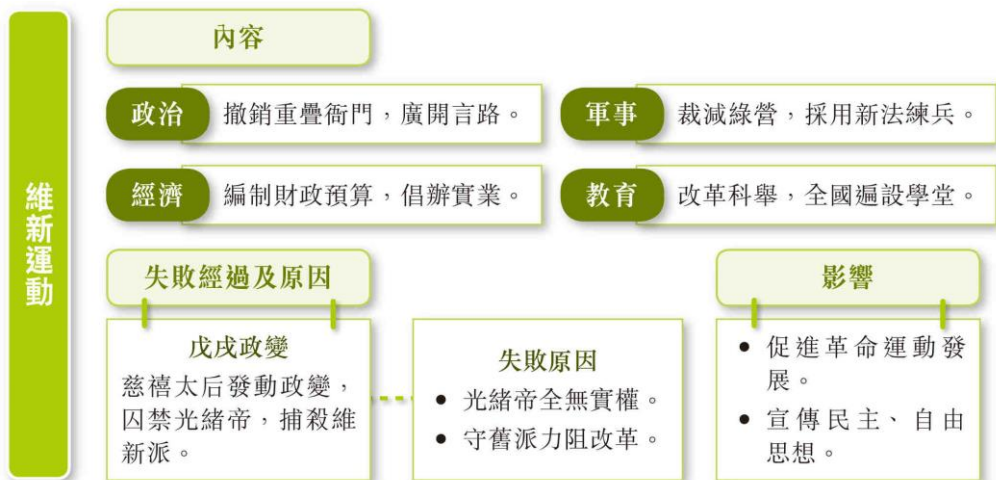 維新運動
內容
政治
撤銷重疊衙門，廣開言路。
軍事
裁減綠營，採用新法練兵。
經濟
編制財政預算，倡辦實業。
教育
改革科舉，全國遍設學堂。
失敗經過及原因
戊戌政變
慈禧太后發動政變，
囚禁光緒帝，捕殺維
新派。
失敗原因
• 光緒帝全無實權。
• 守舊派力阻改革。
影響
• 促進革命運動發
展。
• 宣傳民主、自由
思想。